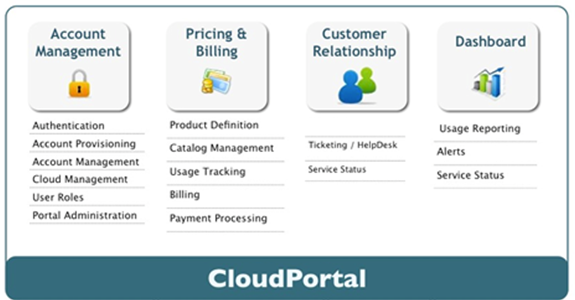 Account
Management
Pricing &
Billing
Customer
Relationship
Dashboard
Authentication
Account Provisioning
Account Management
Cloud Management
User Roles
Portal Administration
Product Definition
Catalog Management
Usage Tracking
Billing
Payment Processing
Ticketing / HelpDesk
Service Status
Usage Reporting
Alerts
Service Status
CloudPortal